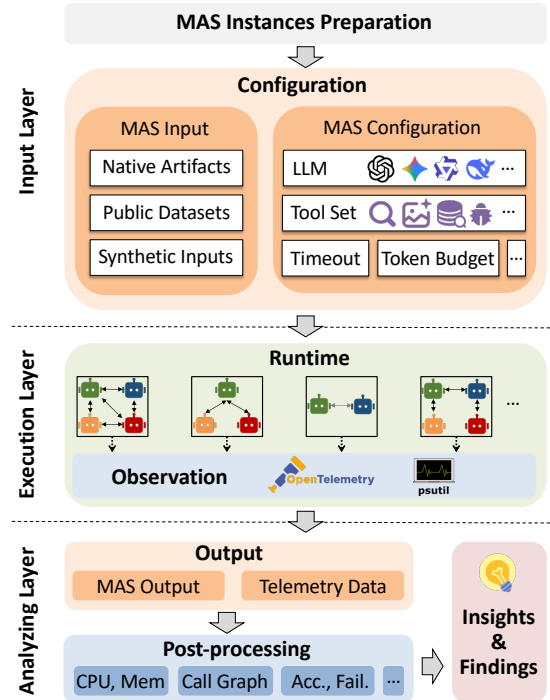 MAS Instances Preparation
Input Layer
Configuration
MAS Input
Native Artifacts
Public Datasets
Synthetic Inputs
MAS Configuration
LLM ...
Tool Set ...
Timeout
Token Budget
...
Execution Layer
Runtime
...
Observation
OpenTelemetry
psutil
Analyzing Layer
Output
MAS Output
Telemetry Data
Post-processing
CPU, Mem
Call Graph
Acc., Fail.
...
Insights
&
Findings